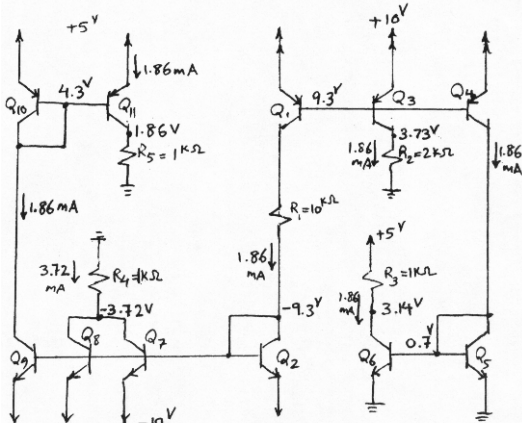 +5V
+10V
1.86mA
Q10
4.3V
Q11
Q1
9.3V
Q3
Q4
1.86V
R5=1KΩ
3.73V
1.86 mA
R2=2KΩ
1.86 mA
1.86mA
R1=10KΩ
1.86 mA
+5V
3.72 mA
R4=1KΩ
R3=1KΩ
1.86 mA
3.14V
-3.72V
-9.3V
Q9
Q8
Q7
Q2
Q6
0.7V
Q5
-10V